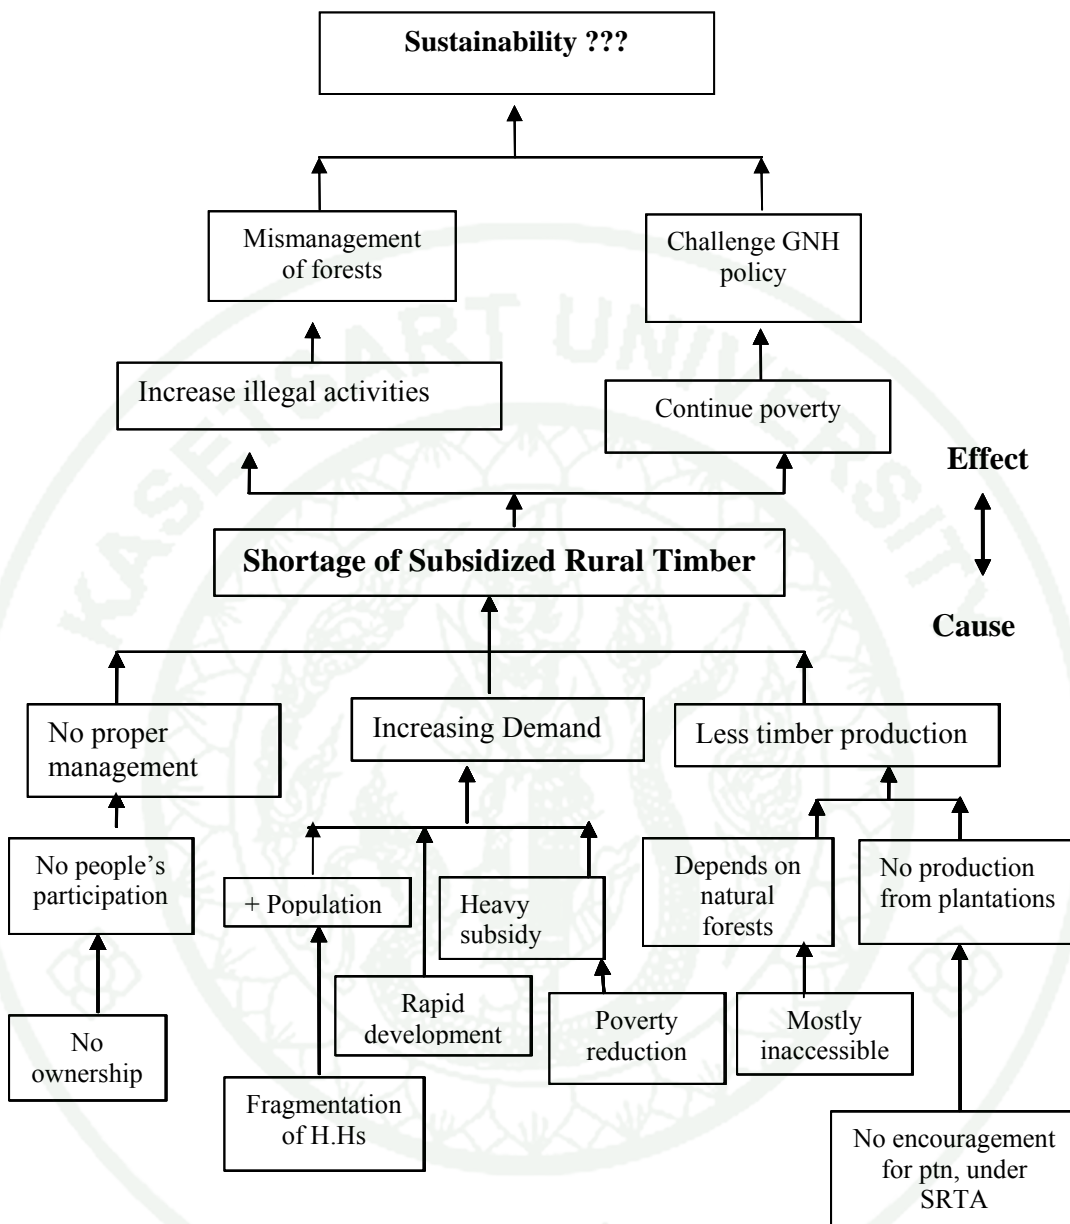 Sustainability ???
Mismanagement
of forests
Challenge GNH
policy
KASETSART UNIVERSITY
Increase illegal activities
Continue poverty
Effect
Shortage of Subsidized Rural Timber
Cause
No proper
management
Increasing Demand
Less timber production
No people’s
participation
+ Population
Heavy
subsidy
Depends on
natural
forests
No production
from plantations
No
ownership
Rapid
development
Poverty
reduction
Mostly
inaccessible
Fragmentation
of H.Hs
No encouragement
for ptn, under
SRTA